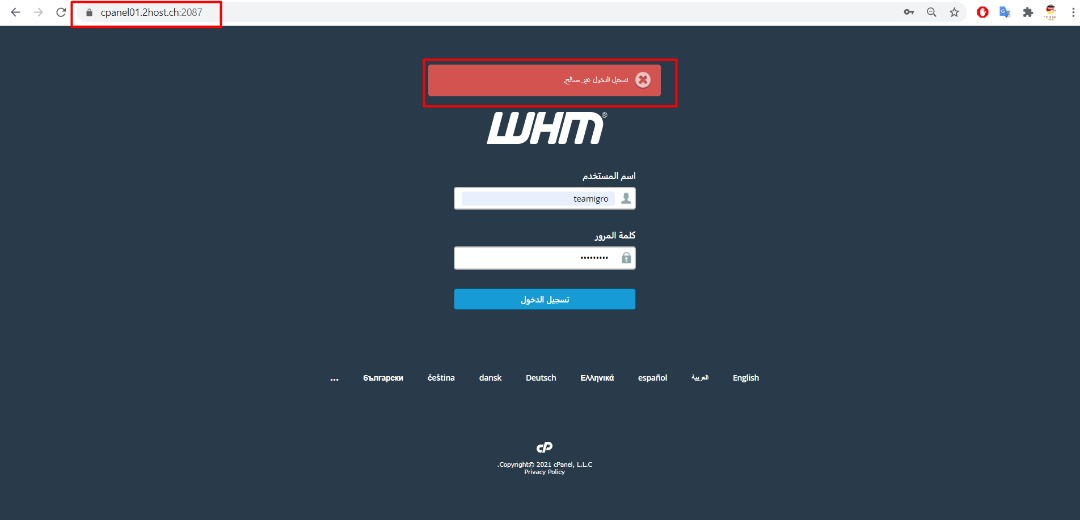 cpanel01.2host.ch:2087
تسجيل الدخول غير صالح.
WHM®
اسم المستخدم
teamigro
كلمة المرور
•••••••••
تسجيل الدخول
... български čeština dansk Deutsch Ελληνικά español العربية English
cP
.Copyright© 2021 cPanel, L.L.C
Privacy Policy